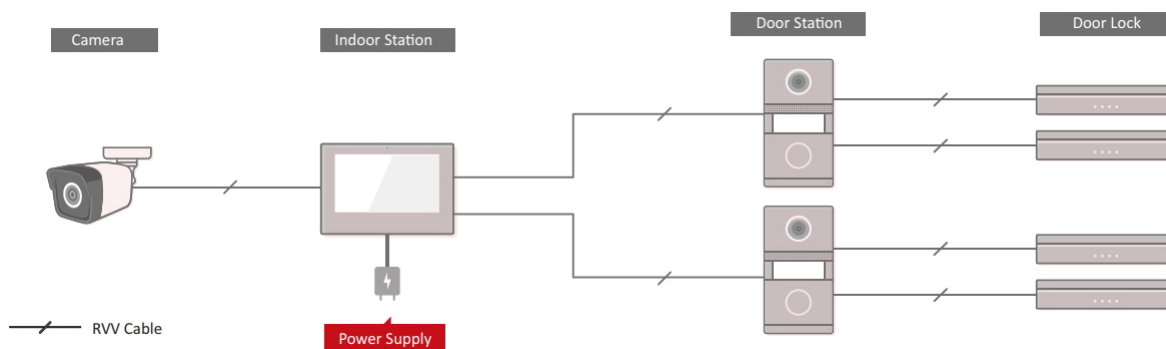 Camera
Indoor Station
Door Station
Door Lock
RVV Cable
Power Supply